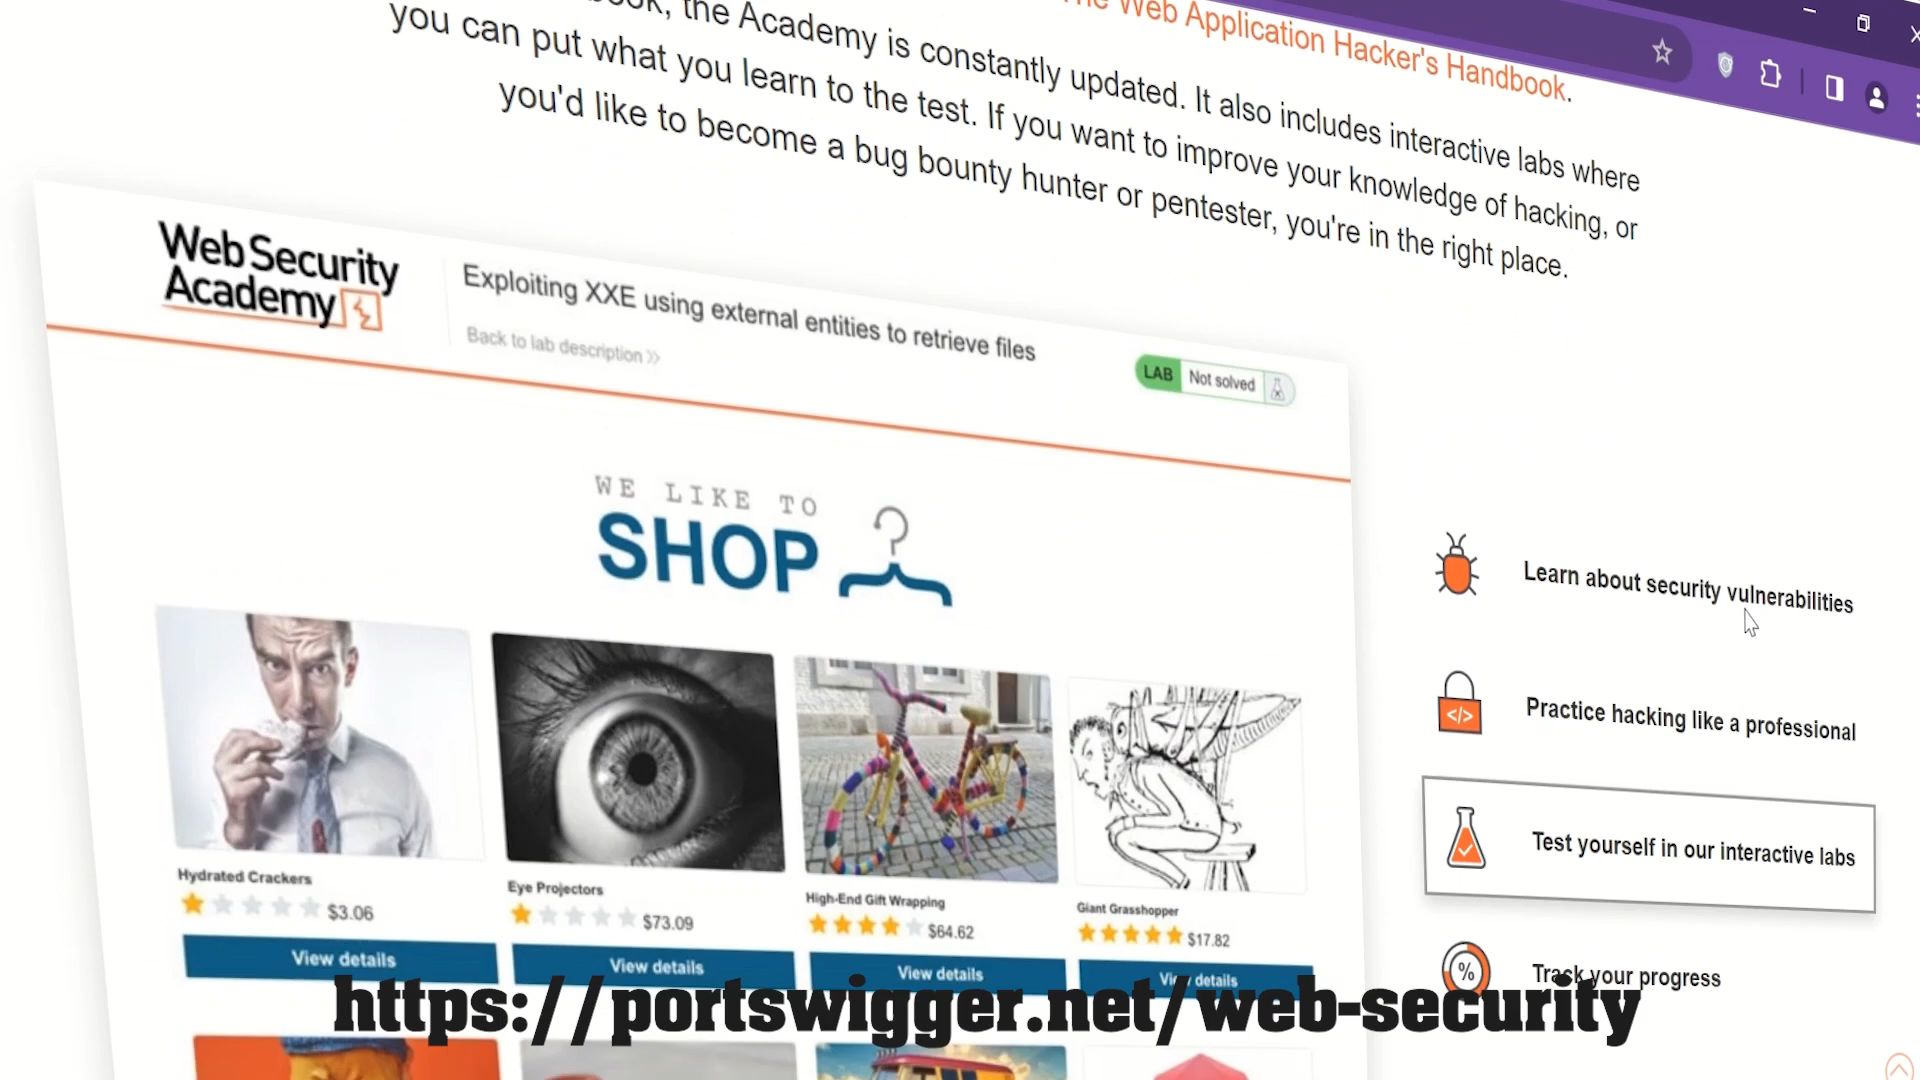 The Web Application Hacker's Handbook.
the Academy is constantly updated. It also includes interactive labs where
you can put what you learn to the test. If you want to improve your knowledge of hacking, or
you'd like to become a bug bounty hunter or pentester, you're in the right place.
Web Security
Academy
Exploiting XXE using external entities to retrieve files
Back to lab description
LAB
Not solved
WE LIKE TO
SHOP
Learn about security vulnerabilities
</>
Practice hacking like a professional
Test yourself in our interactive labs
%
Track your progress
Hydrated Crackers
$3.06
View details
Eye Projectors
$73.09
View details
High-End Gift Wrapping
$64.62
View details
Giant Grasshopper
$17.82
View details
https://portswigger.net/web-security